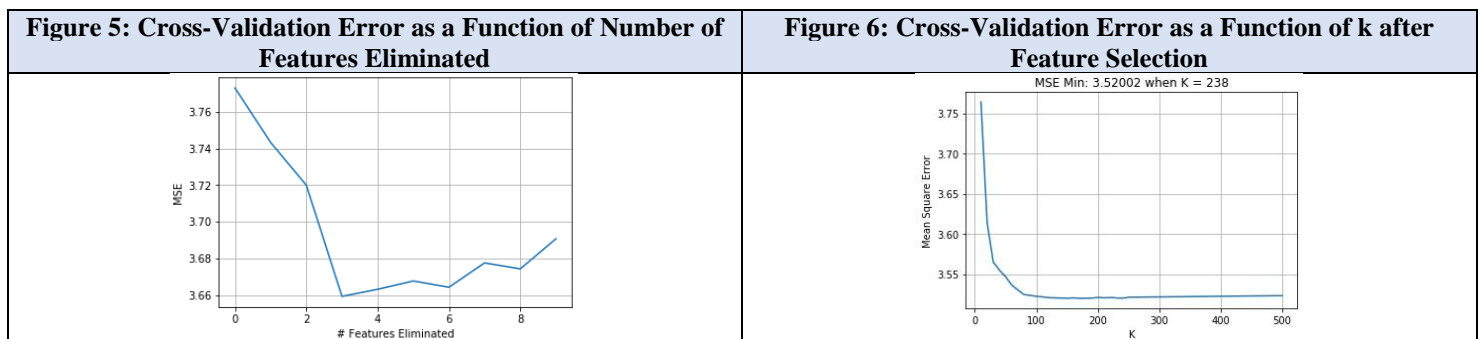 Figure 5: Cross-Validation Error as a Function of Number of
Features Eliminated
3.76
3.74
3.72
3.70
3.68
3.66
MSE
0 2 4 6 8
# Features Eliminated
Figure 6: Cross-Validation Error as a Function of k after
Feature Selection
MSE Min: 3.52002 when K = 238
3.75
3.70
3.65
3.60
3.55
Mean Square Error
0 100 200 300 400 500
K